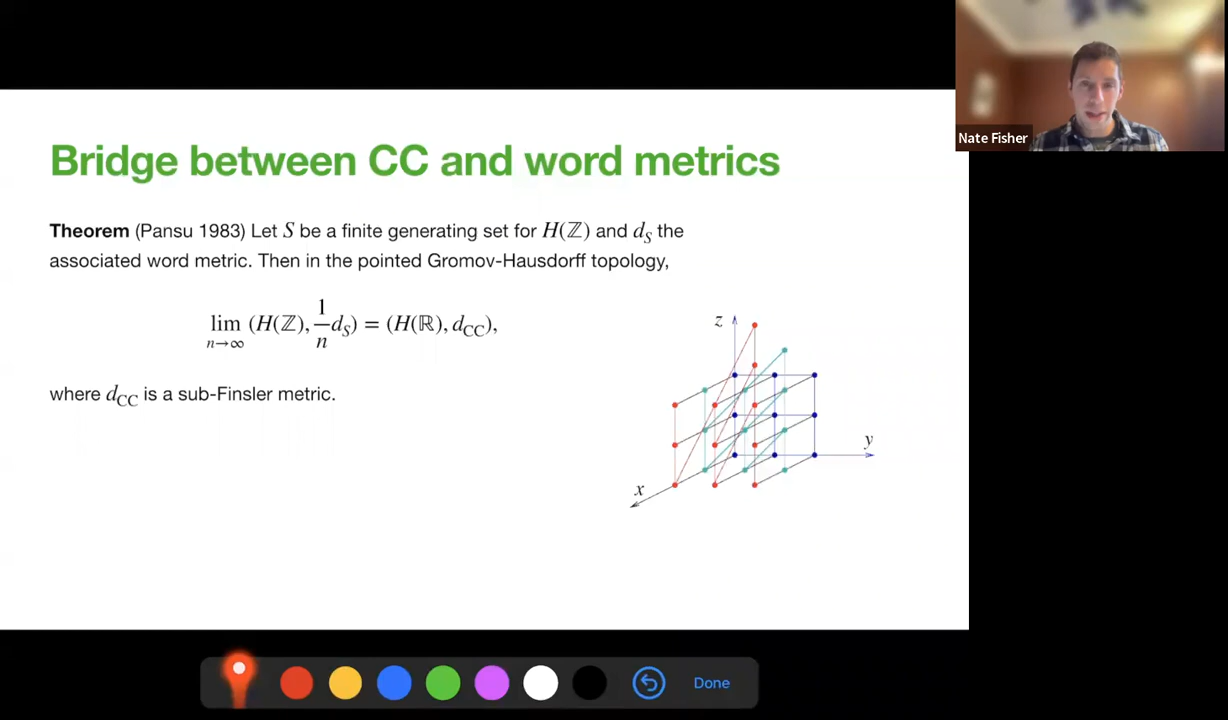 Bridge between CC and word metrics
Theorem (Pansu 1983) Let S be a finite generating set for H(ℤ) and d_S the
associated word metric. Then in the pointed Gromov-Hausdorff topology,
lim_{n→∞} (H(ℤ), 1/n d_S) = (H(ℝ), d_CC),
where d_CC is a sub-Finsler metric.
z
y
x
Nate Fisher
Done